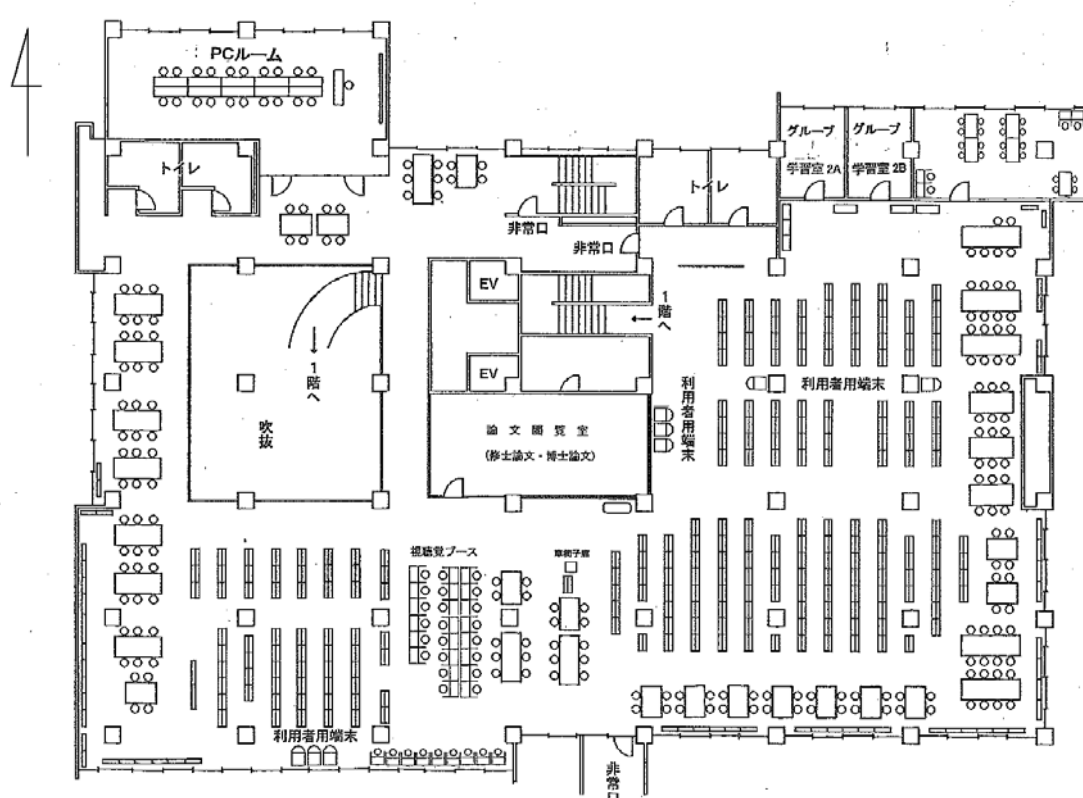 PCルーム
トイレ
グループ
学習室 2A
グループ
学習室 2B
トイレ
非常口
非常口
EV
1階へ
1階へ
EV
利用者用端末
利用者用端末
吹抜
論文閲覧室
(修士論文・博士論文)
視聴覚ブース
車椅子席
利用者用端末
非常口